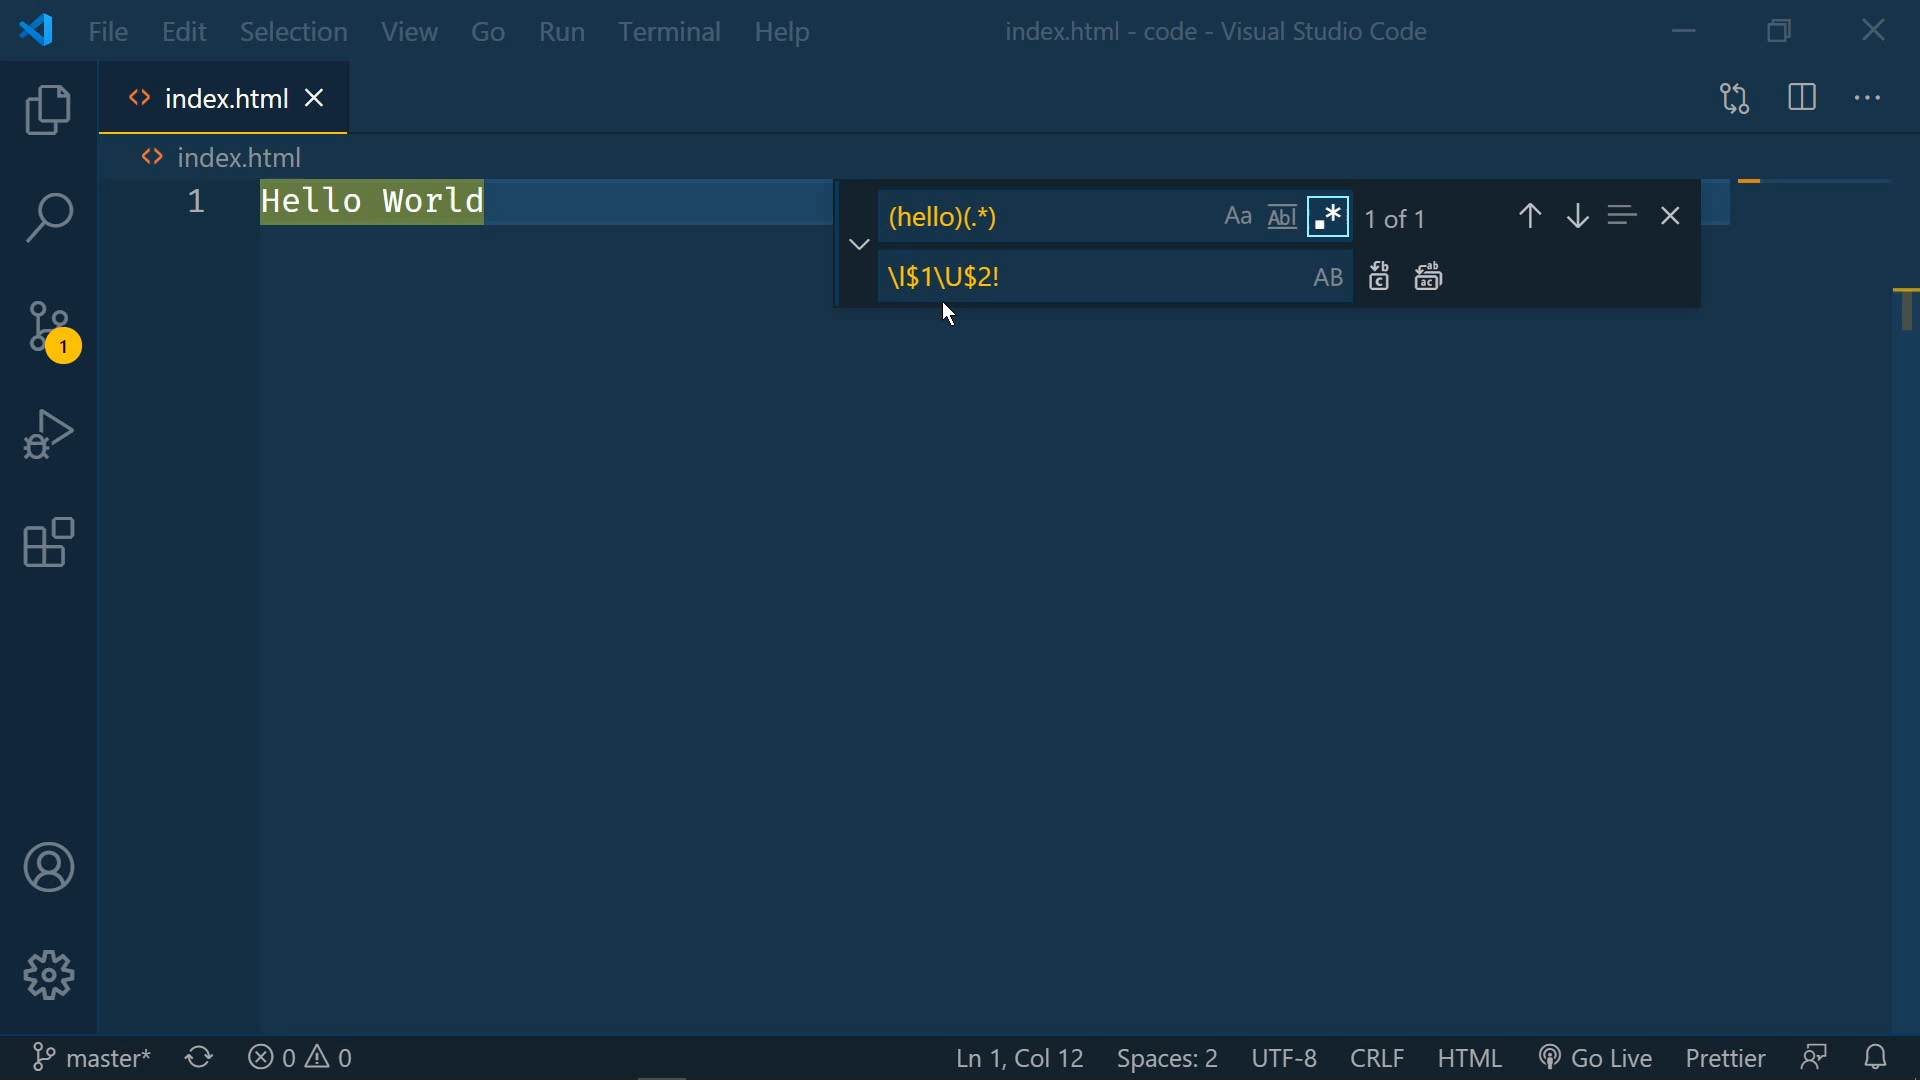 File Edit Selection View Go Run Terminal Help index.html - code - Visual Studio Code
index.html
index.html
1 Hello World
(hello)(.*) Aa Abl .* 1 of 1
\l$1\U$2! AB
1
master* 0 0 Ln 1, Col 12 Spaces: 2 UTF-8 CRLF HTML Go Live Prettier